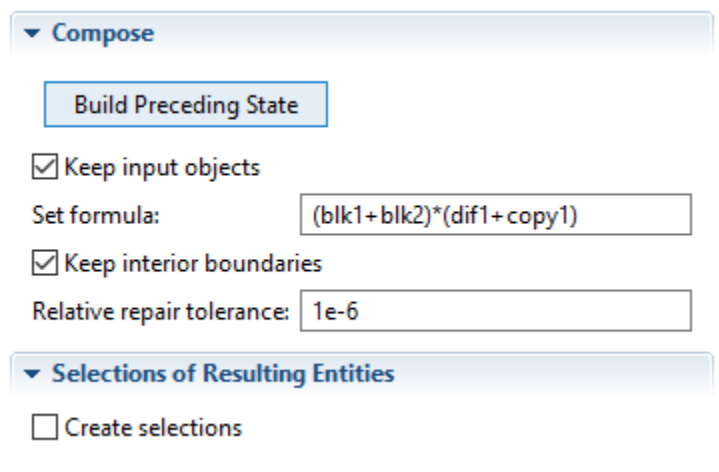 Compose
Build Preceding State
Keep input objects
Set formula: (blk1+blk2)*(dif1+copy1)
Keep interior boundaries
Relative repair tolerance: 1e-6
Selections of Resulting Entities
Create selections